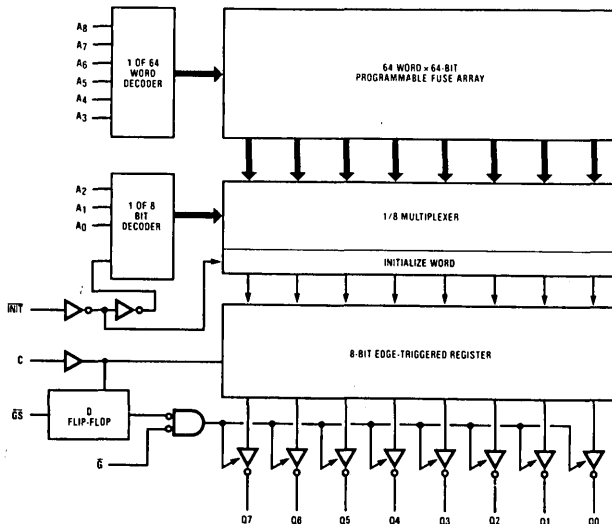 A8
A7
A6
A5
A4
A3
1 OF 64
WORD
DECODER
64 WORD × 64-BIT
PROGRAMMABLE FUSE ARRAY
A2
A1
A0
1 OF 8
BIT
DECODER
1/8 MULTIPLEXER
INITIALIZE WORD
INIT
C
8-BIT EDGE-TRIGGERED REGISTER
GS
D
FLIP-FLOP
G
Q7 Q6 Q5 Q4 Q3 Q2 Q1 Q0